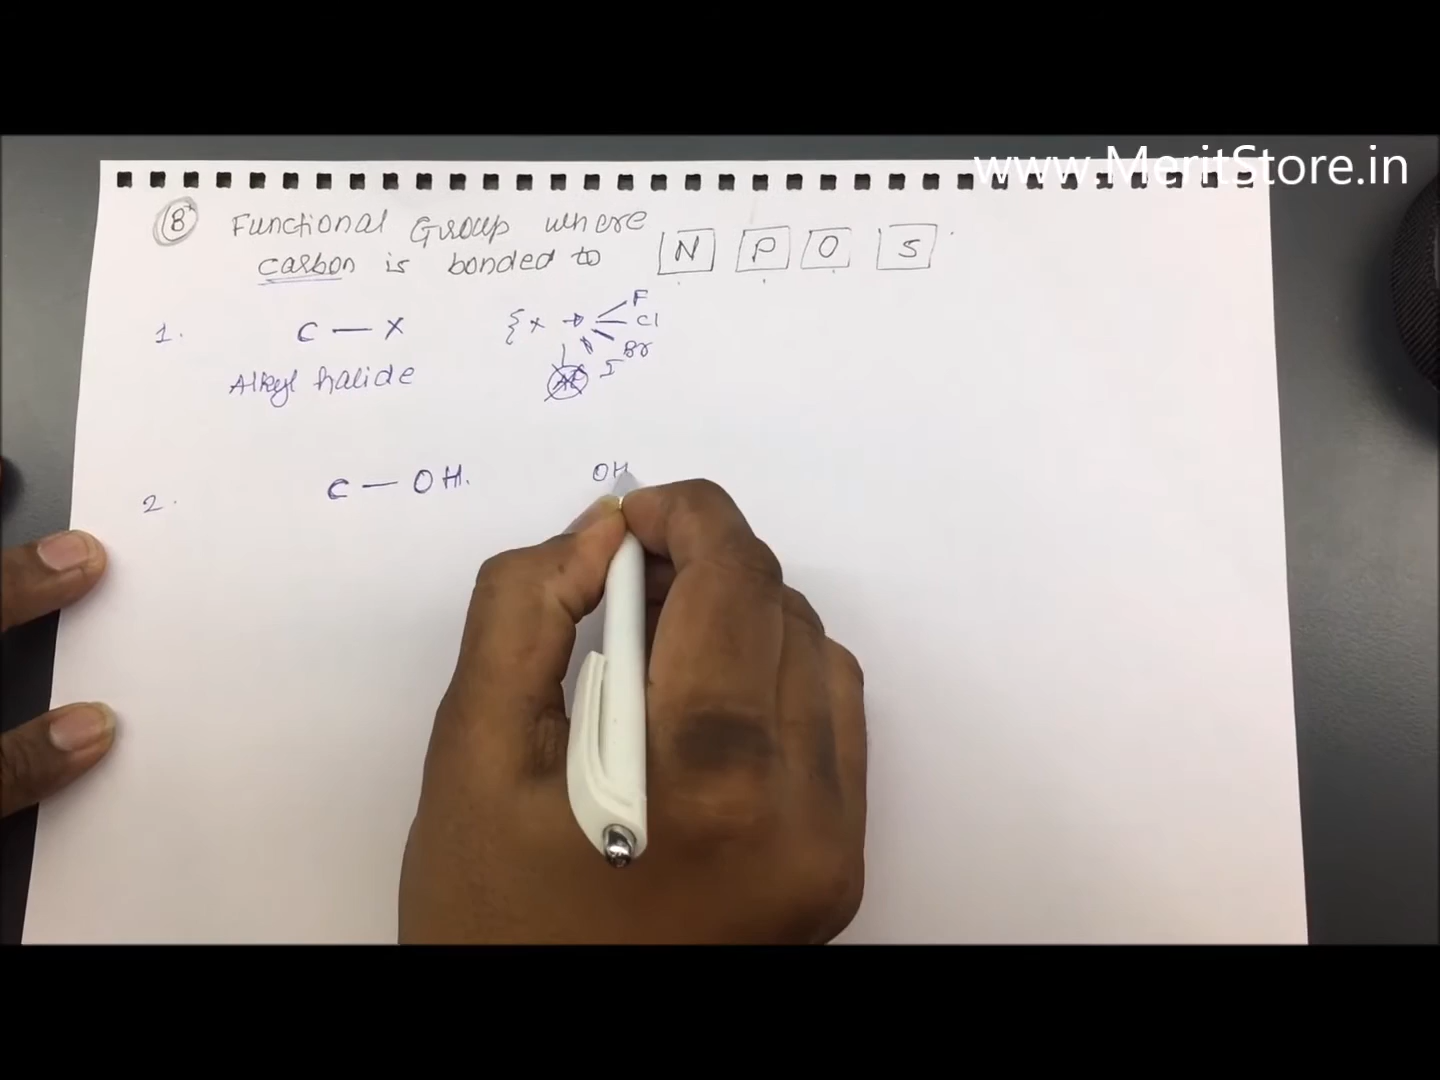 www.MeritStore.in
8 Functional Group where
carbon is bonded to N P O S
1. C — X {X → F
Cl
Br
I
Alkyl halide
2. C — OH. OH